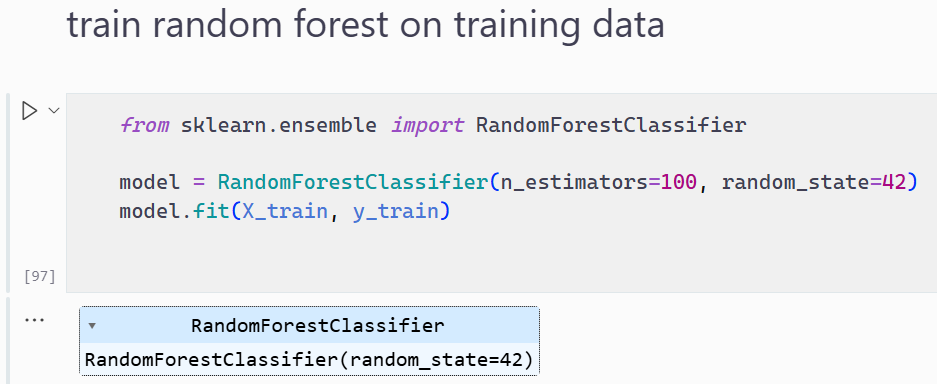 train random forest on training data
from sklearn.ensemble import RandomForestClassifier
model = RandomForestClassifier(n_estimators=100, random_state=42)
model.fit(X_train, y_train)
[97]
...
RandomForestClassifier
RandomForestClassifier(random_state=42)